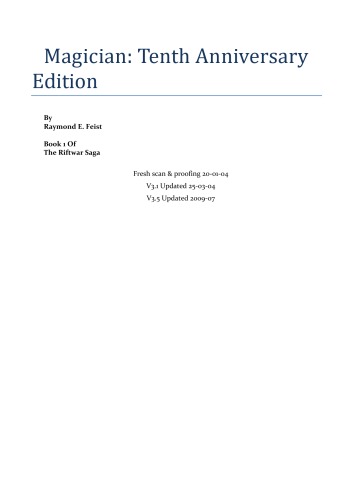 Magician: Tenth Anniversary
Edition
By
Raymond E. Feist
Book 1 Of
The Riftwar Saga
Fresh scan & proofing 20-01-04
V3.1 Updated 25-03-04
V3.5 Updated 2009-07